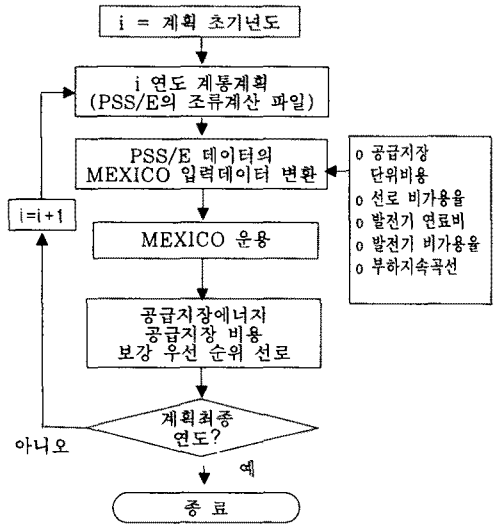 i = 계획 초기년도
i 연도 계통계획
(PSS/E의 조류계산 파일)
PSS/E 데이터의
MEXICO 입력데이터 변환
o 공급지장
단위비용
o 선로 비가용율
o 발전기 연료비
o 발전기 비가용율
o 부하지속곡선
i=i+1
MEXICO 운용
공급지장에너지
공급지장 비용
보강 우선 순위 선로
계획최종
연도?
아니오
예
종 료